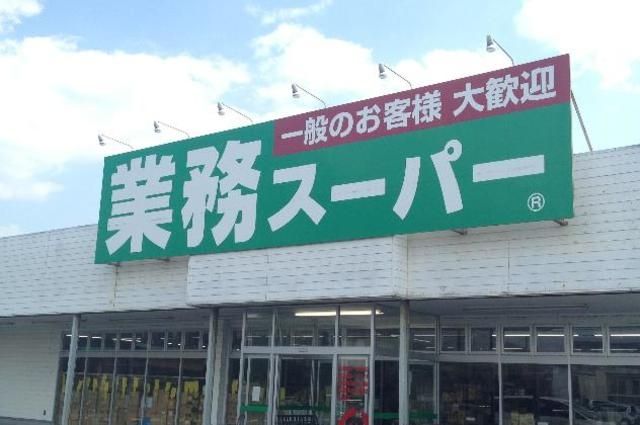 一般のお客様 大歓迎
業務スーパー
®